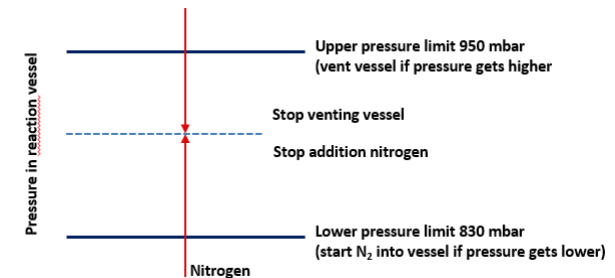 Pressure in reaction vessel
Upper pressure limit 950 mbar
(vent vessel if pressure gets higher
Stop venting vessel
Stop addition nitrogen
Lower pressure limit 830 mbar
(start N₂ into vessel if pressure gets lower)
Nitrogen